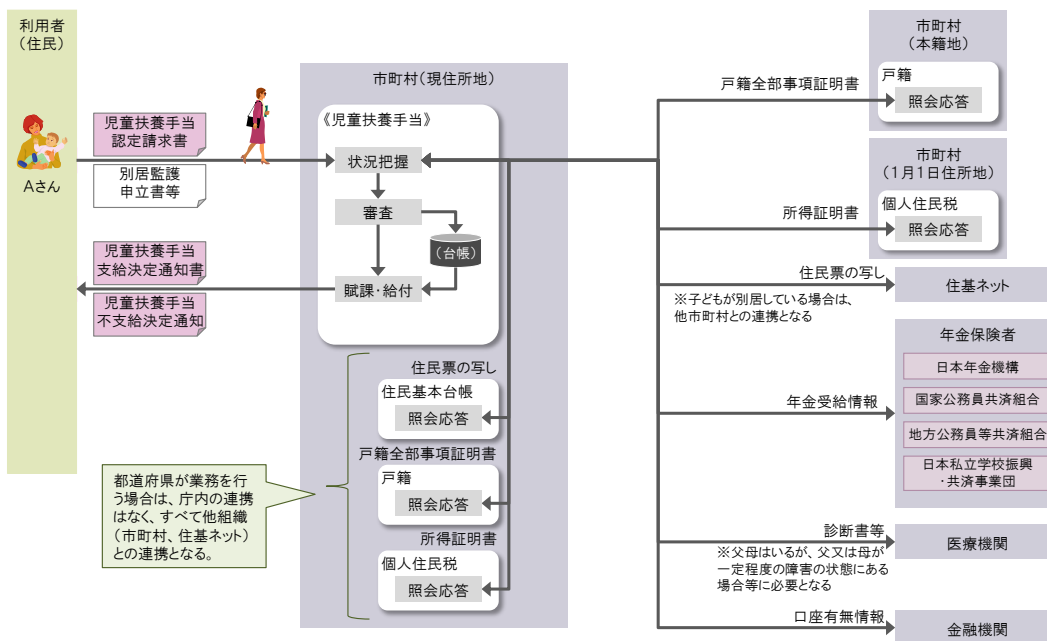 利用者
（住民）
Aさん
児童扶養手当
認定請求書
別居監護
申立書等
児童扶養手当
支給決定通知書
児童扶養手当
不支給決定通知
市町村（現住所地）
《児童扶養手当》
状況把握
審査
（台帳）
賦課・給付
住民票の写し
住民基本台帳
照会応答
戸籍全部事項証明書
戸籍
照会応答
所得証明書
個人住民税
照会応答
都道府県が業務を行
う場合は、庁内の連携
はなく、すべて他組織
（市町村、住基ネット）
との連携となる。
戸籍全部事項証明書
市町村
（本籍地）
戸籍
照会応答
所得証明書
市町村
（１月１日住所地）
個人住民税
照会応答
住民票の写し
※子どもが別居している場合は、
他市町村との連携となる
住基ネット
年金受給情報
年金保険者
日本年金機構
国家公務員共済組合
地方公務員等共済組合
日本私立学校振興
・共済事業団
診断書等
※父母はいるが、父又は母が
一定程度の障害の状態にある
場合等に必要となる
医療機関
口座有無情報
金融機関